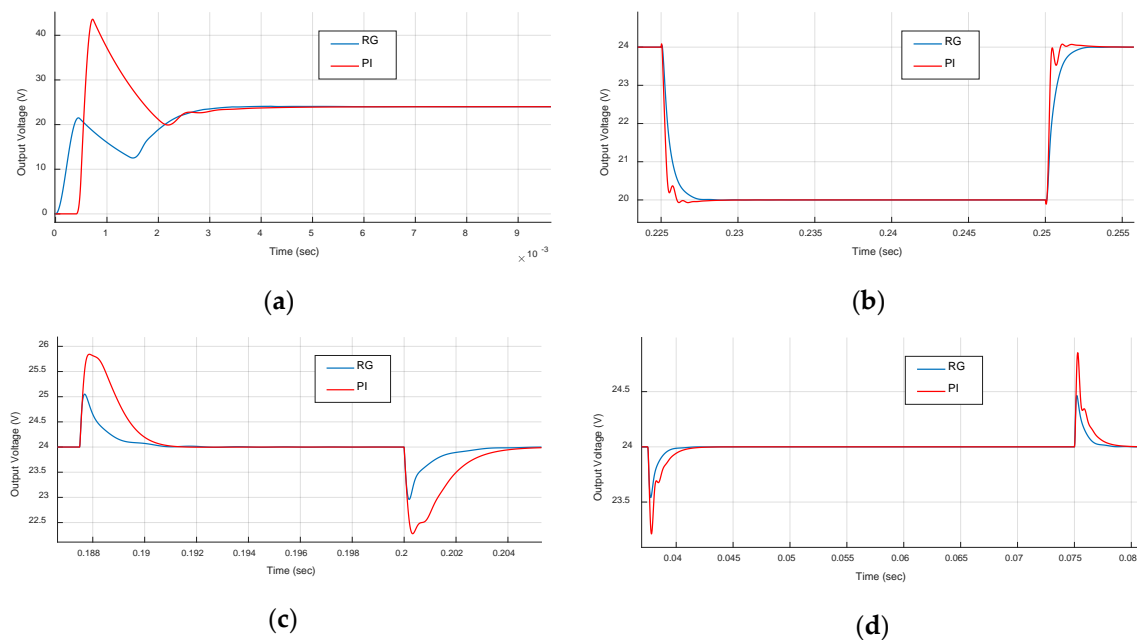 40
30
20
10
0
Output Voltage (V)
RG
PI
0 1 2 3 4 5 6 7 8 9
Time (sec)
× 10 -3
(a)
24
23
22
21
20
Output Voltage (V)
RG
PI
0.225 0.23 0.235 0.24 0.245 0.25 0.255
Time (sec)
(b)
26
25.5
25
24.5
24
23.5
23
22.5
Output Voltage (V)
RG
PI
0.188 0.19 0.192 0.194 0.196 0.198 0.2 0.202 0.204
Time (sec)
(c)
24.5
24
23.5
Output Voltage (V)
RG
PI
0.04 0.045 0.05 0.055 0.06 0.065 0.07 0.075 0.08
Time (sec)
(d)